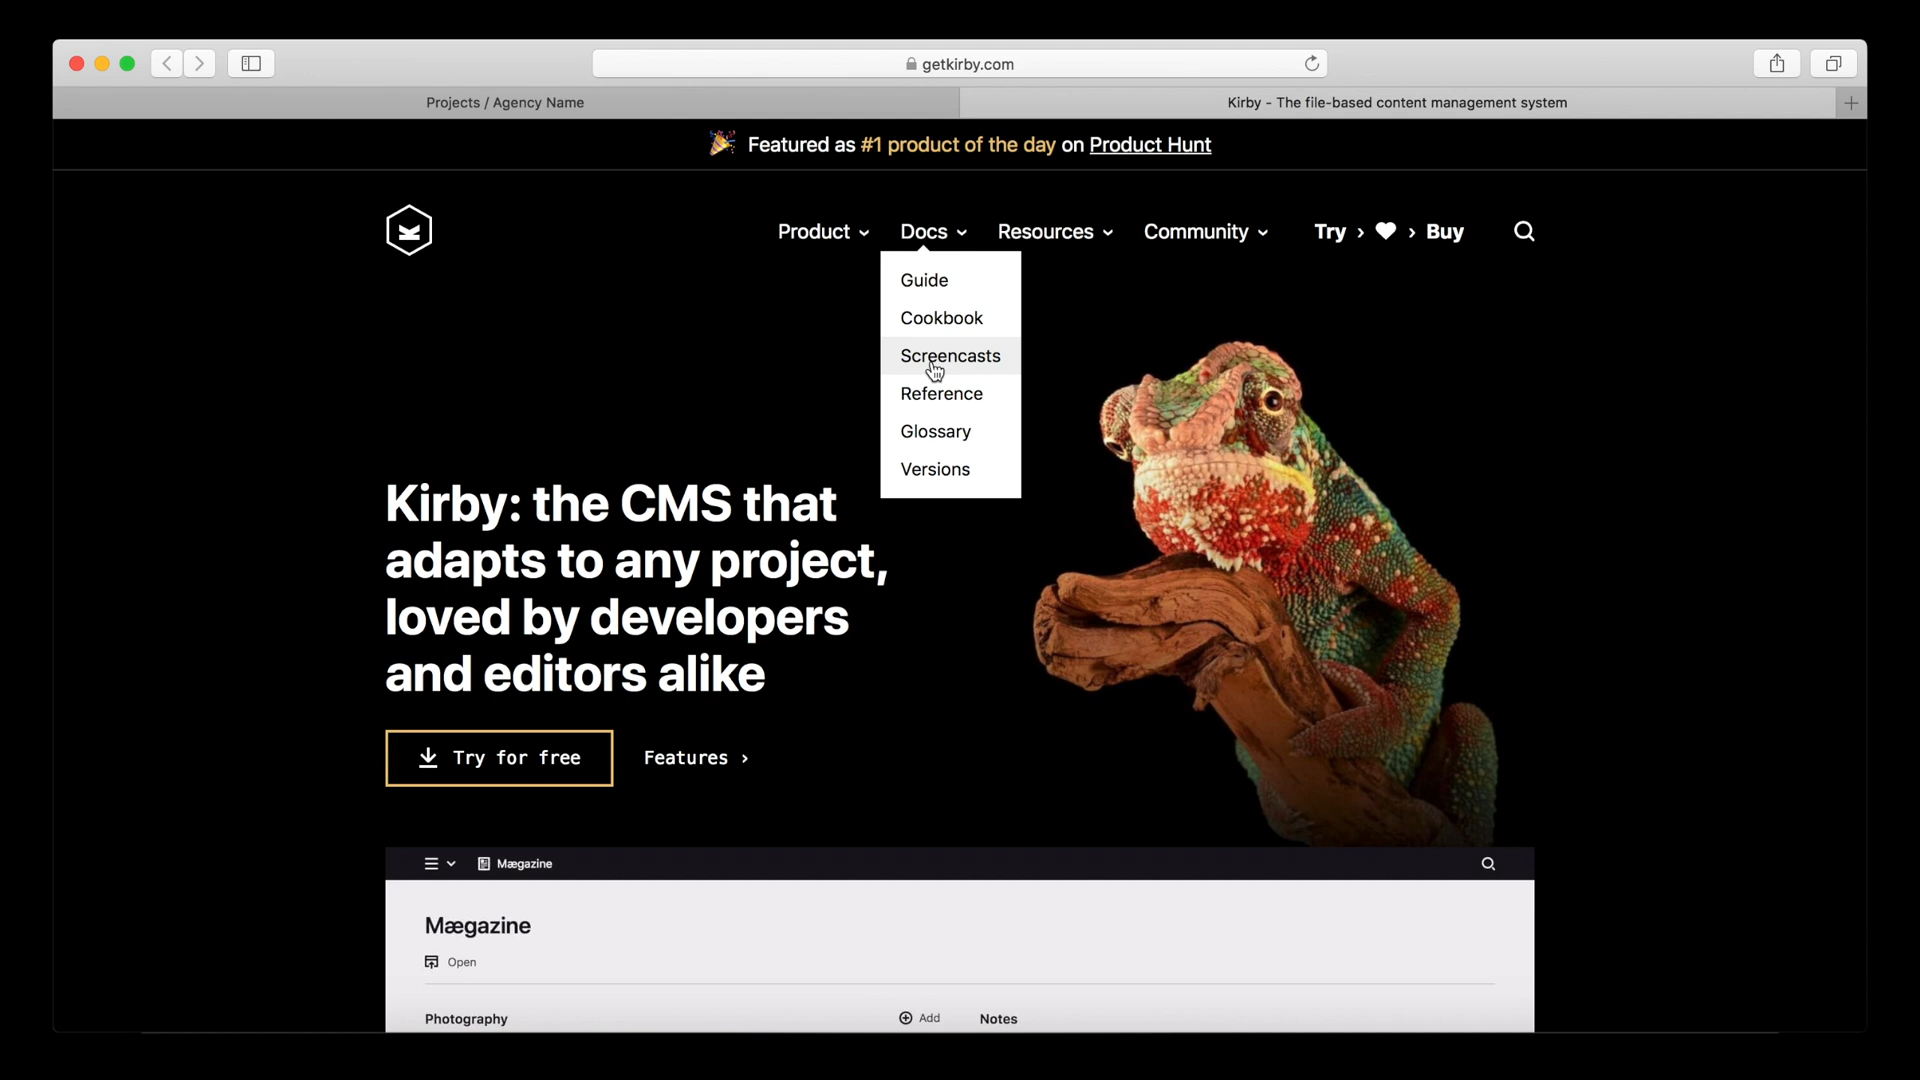 getkirby.com
Projects / Agency Name
Kirby - The file-based content management system
Featured as #1 product of the day on Product Hunt
Product Docs Resources Community Try › › Buy
Guide
Cookbook
Screencasts
Reference
Glossary
Versions
Kirby: the CMS that
adapts to any project,
loved by developers
and editors alike
Try for free Features ›
Mægazine
Mægazine
Open
Photography Add Notes